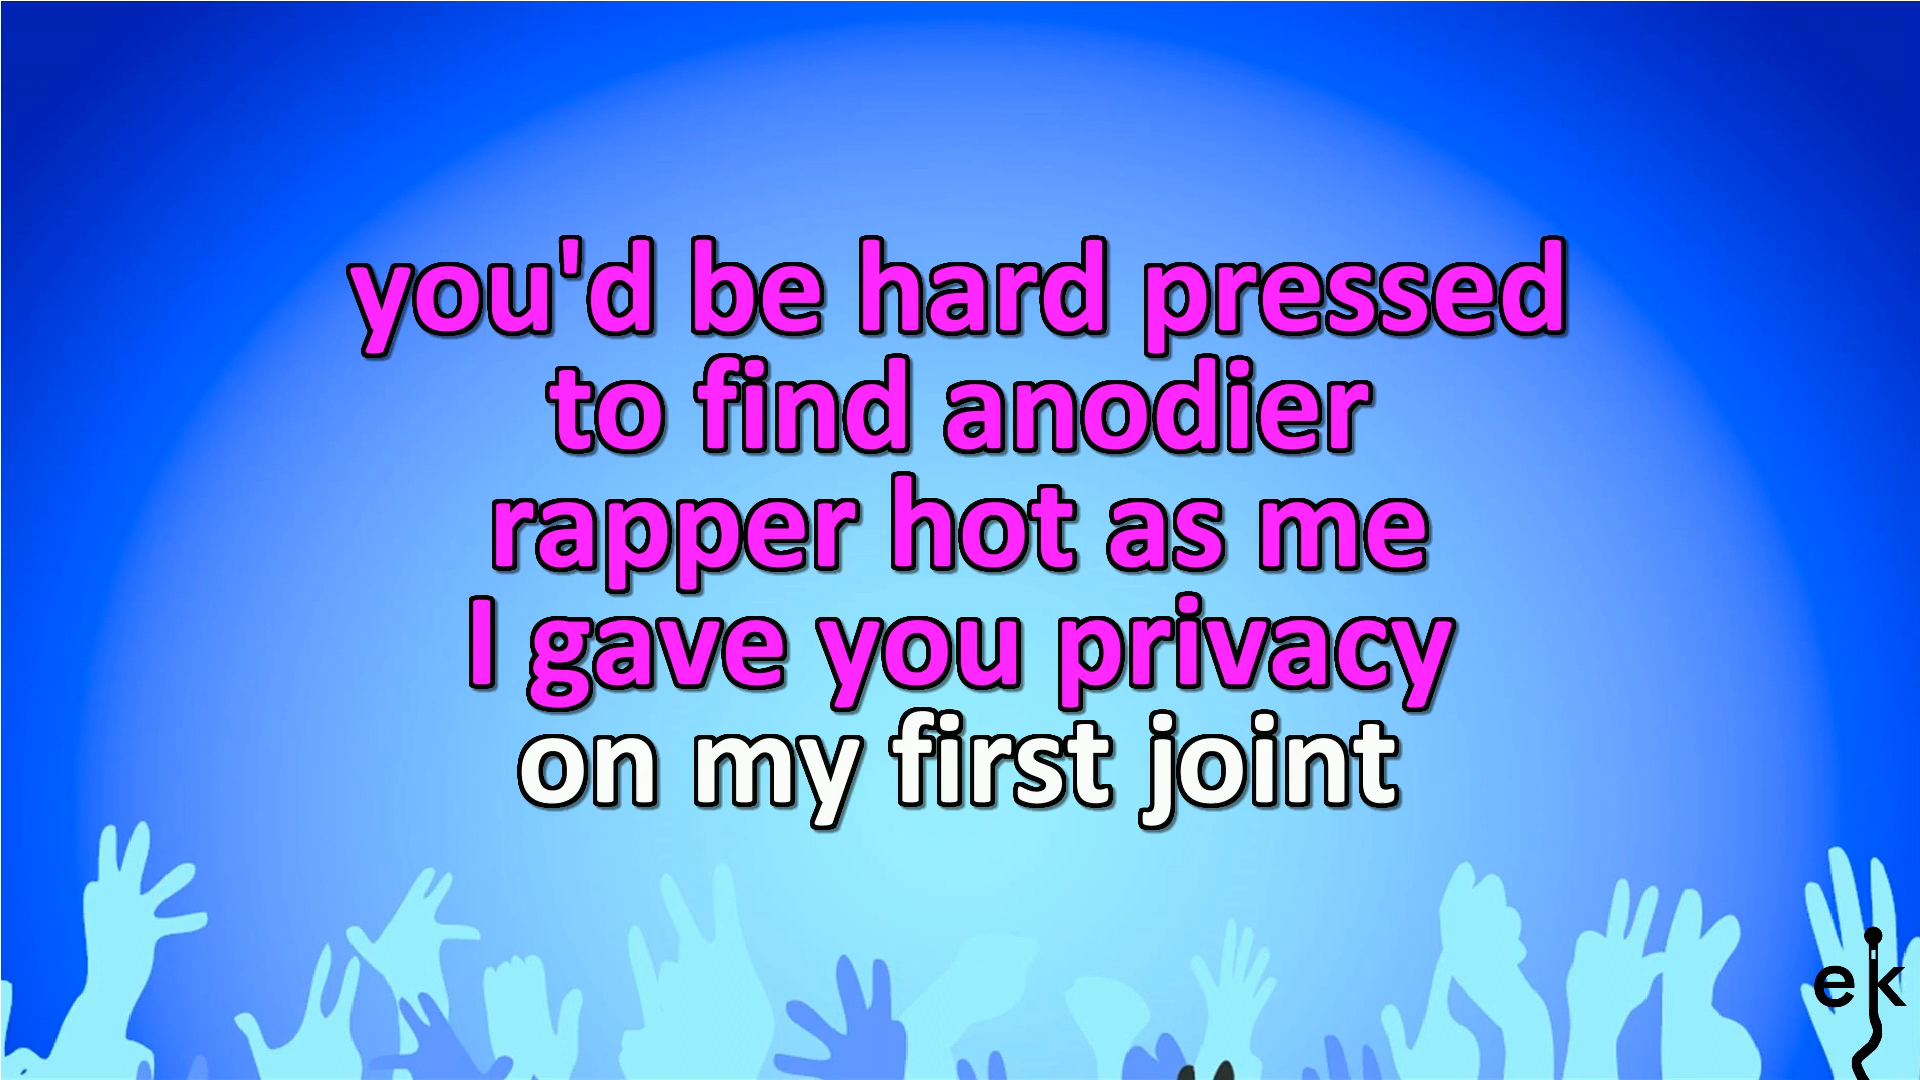 you'd be hard pressed
to find anodier
rapper hot as me
I gave you privacy
on my first joint
ek